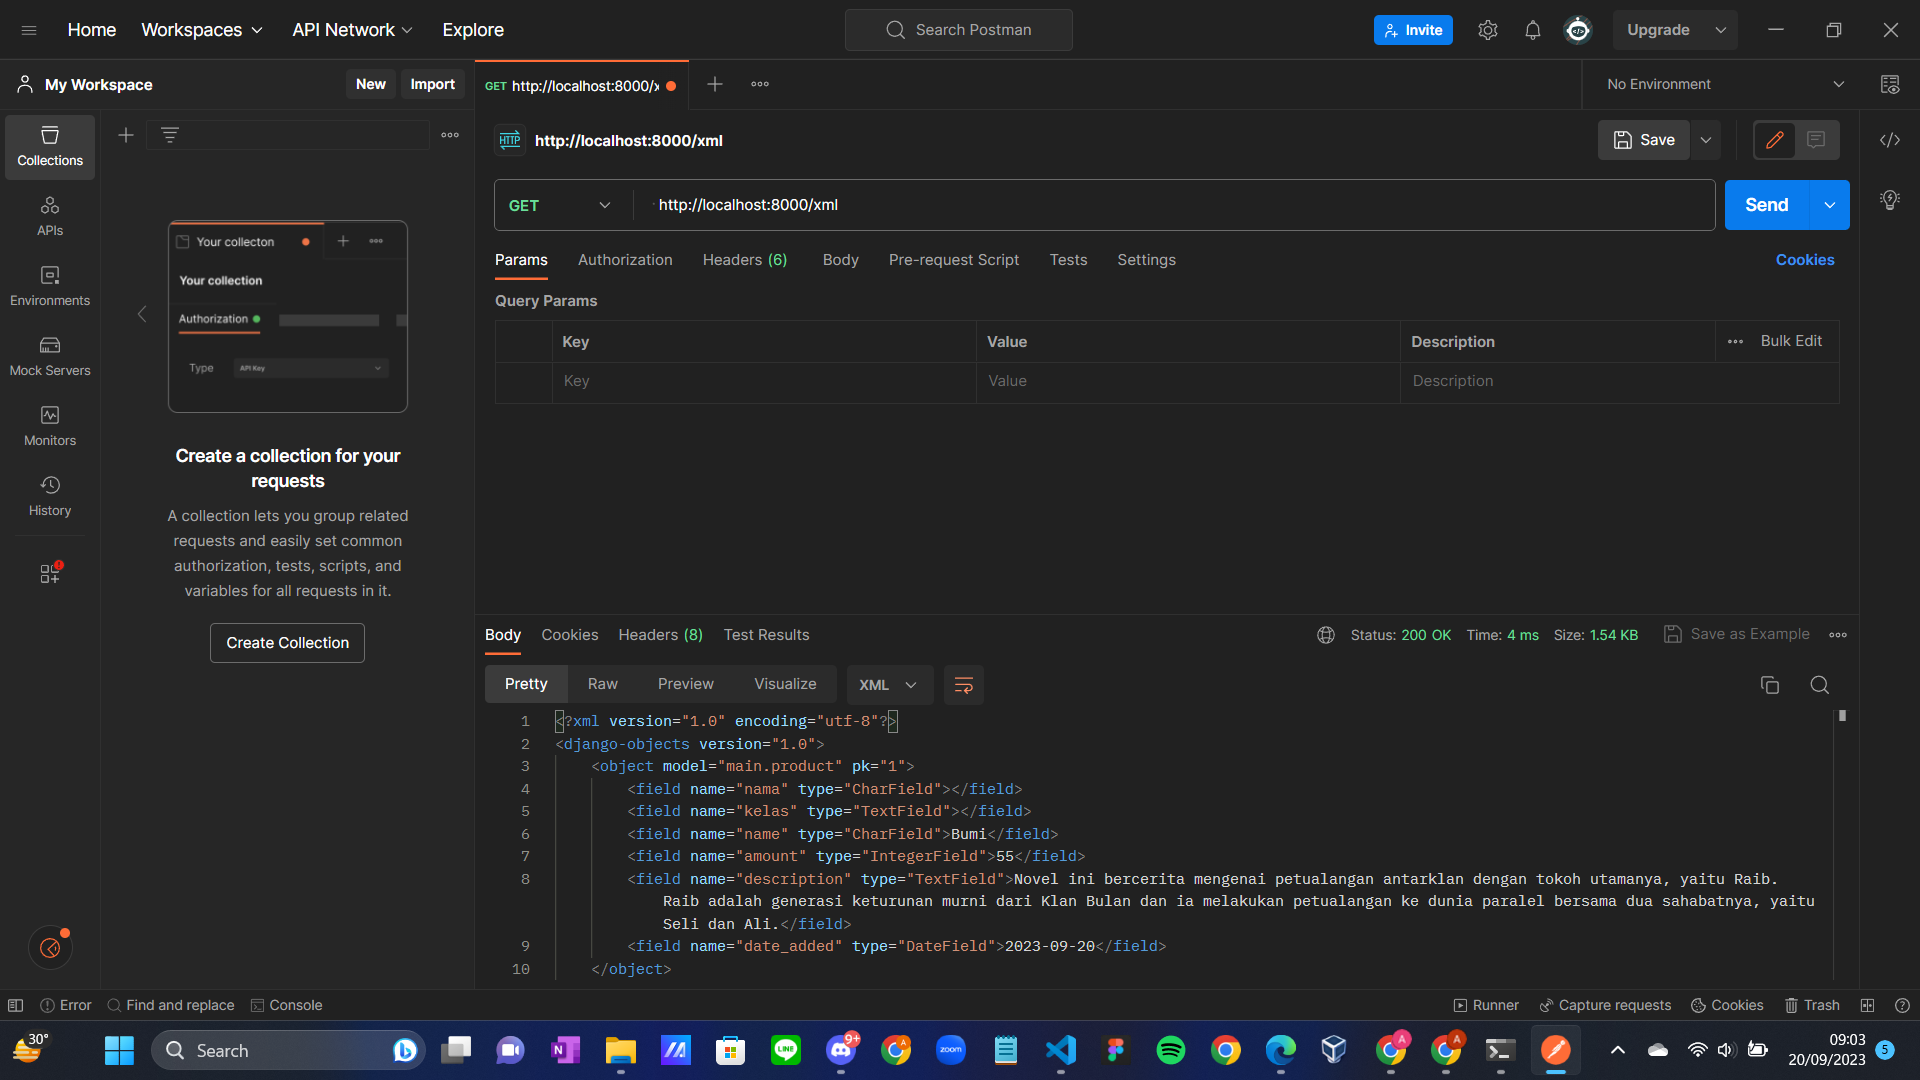 Home
Workspaces
API Network
Explore
Search Postman
Invite
Upgrade
My Workspace
New
Import
GET http://localhost:8000/x
No Environment
Collections
APIs
Environments
Mock Servers
Monitors
History
Your collecton
Your collection
Authorization
Type
API Key
Create a collection for your
requests
A collection lets you group related
requests and easily set common
authorization, tests, scripts, and
variables for all requests in it.
Create Collection
HTTP http://localhost:8000/xml
Save
GET
http://localhost:8000/xml
Send
Params
Authorization
Headers (6)
Body
Pre-request Script
Tests
Settings
Cookies
Query Params
Key
Value
Description
Bulk Edit
Key
Value
Description
Body
Cookies
Headers (8)
Test Results
Status: 200 OK
Time: 4 ms
Size: 1.54 KB
Save as Example
Pretty
Raw
Preview
Visualize
XML
1 <?xml version="1.0" encoding="utf-8"?>
2 <django-objects version="1.0">
3 <object model="main.product" pk="1">
4 <field name="nama" type="CharField"></field>
5 <field name="kelas" type="TextField"></field>
6 <field name="name" type="CharField">Bumi</field>
7 <field name="amount" type="IntegerField">55</field>
8 <field name="description" type="TextField">Novel ini bercerita mengenai petualangan antarklan dengan tokoh utamanya, yaitu Raib.
Raib adalah generasi keturunan murni dari Klan Bulan dan ia melakukan petualangan ke dunia paralel bersama dua sahabatnya, yaitu
Seli dan Ali.</field>
9 <field name="date_added" type="DateField">2023-09-20</field>
10 </object>
Error
Find and replace
Console
Runner
Capture requests
Cookies
Trash
30°
Search
N
LINE
9+
A
zoom
A
A
09:03
20/09/2023
5